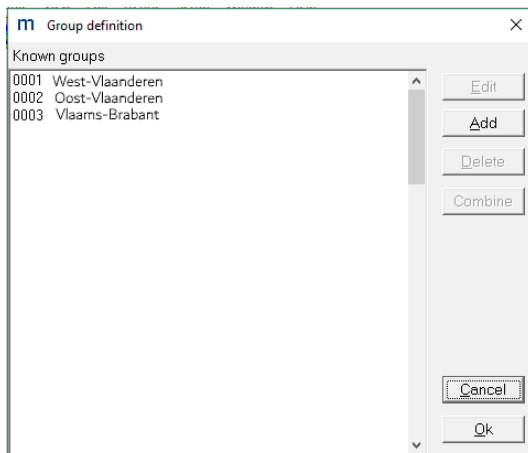 m Group definition
Known groups
0001 West-Vlaanderen
0002 Oost-Vlaanderen
0003 Vlaams-Brabant
Edit
Add
Delete
Combine
Cancel
Ok